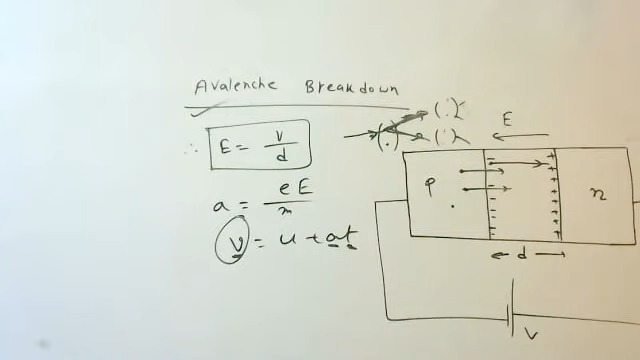 Avalenche Breakdown
∴ E = V/d
a = eE/m
v = u + at
(.) (:) (:)
E
p
n
d
V